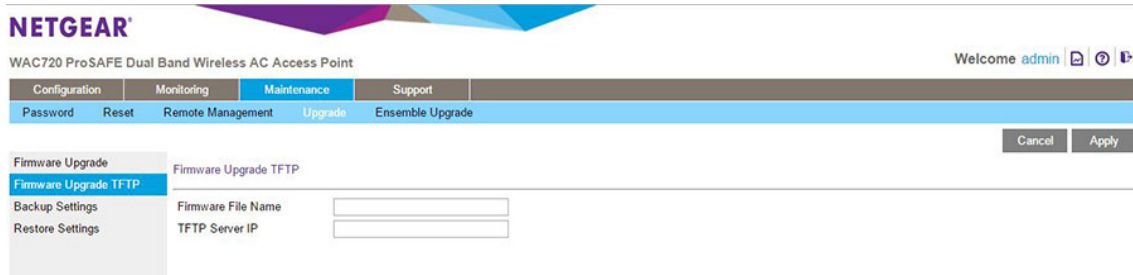 NETGEAR®
WAC720 ProSAFE Dual Band Wireless AC Access Point
Welcome admin
Configuration Monitoring Maintenance Support
Password Reset Remote Management Upgrade Ensemble Upgrade
Cancel Apply
Firmware Upgrade
Firmware Upgrade TFTP
Backup Settings
Restore Settings
Firmware Upgrade TFTP
Firmware File Name
TFTP Server IP